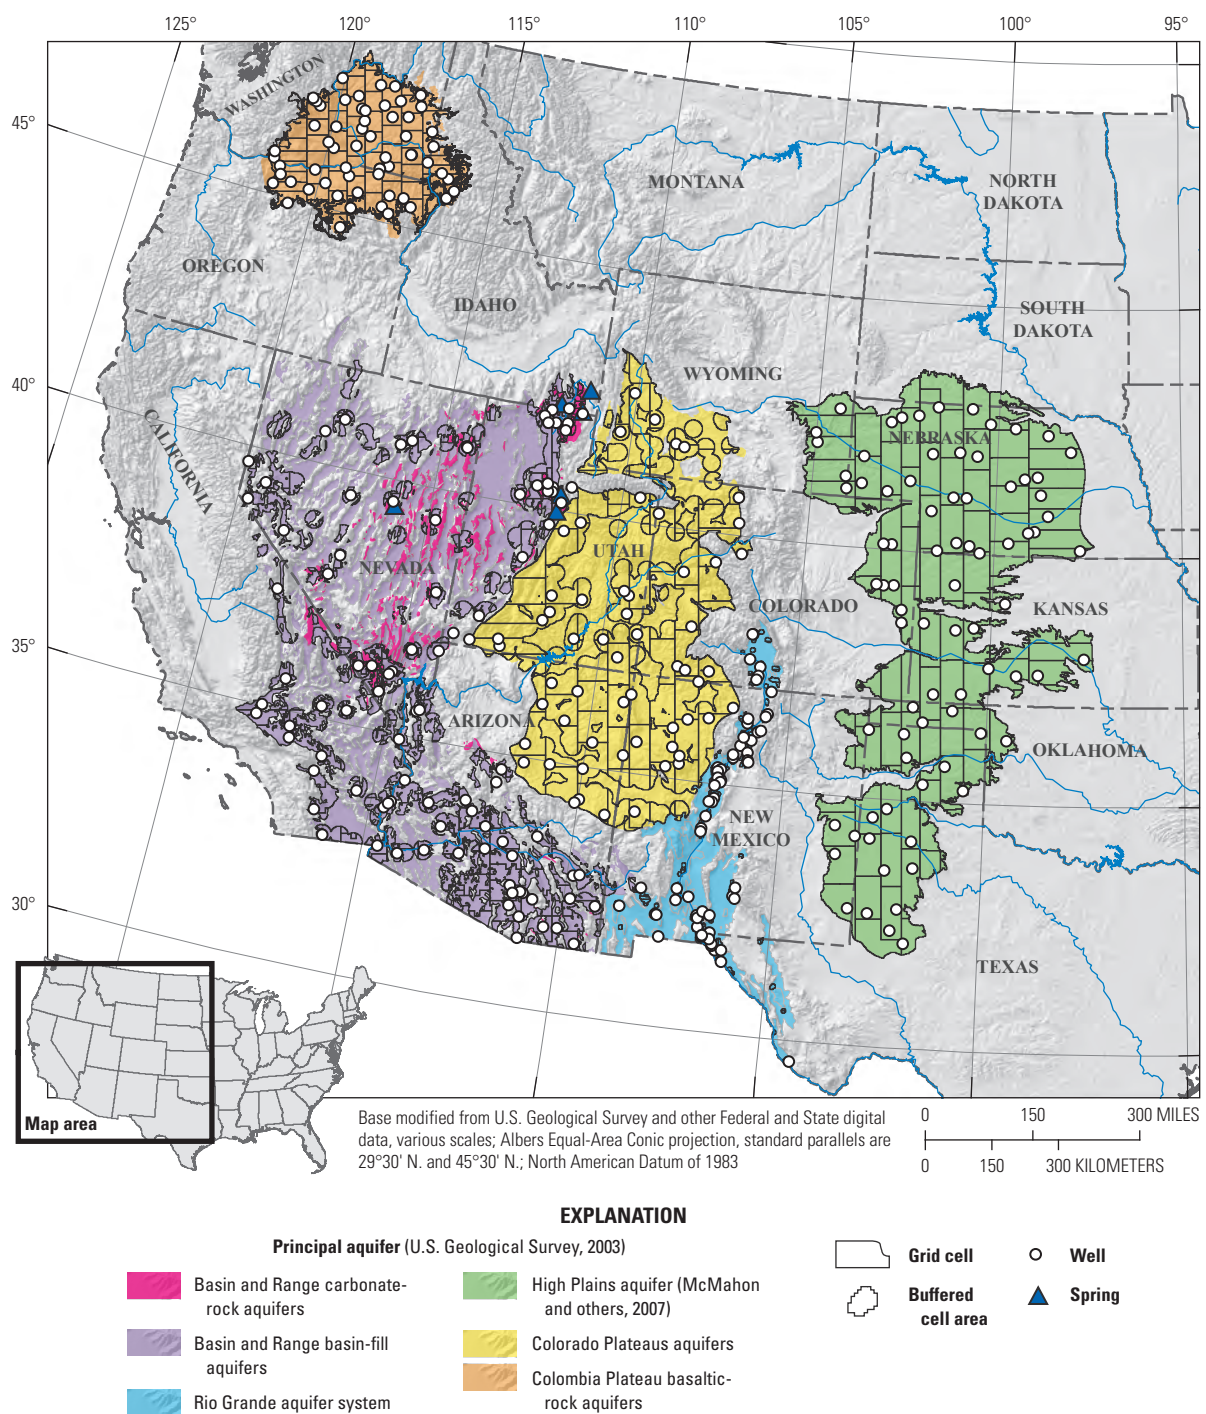 125°
120°
115°
110°
105°
100°
95°
45°
40°
35°
30°
WASHINGTON
MONTANA
NORTH
DAKOTA
OREGON
IDAHO
SOUTH
DAKOTA
WYOMING
CALIFORNIA
NEBRASKA
UTAH
NEVADA
COLORADO
KANSAS
ARIZONA
OKLAHOMA
NEW
MEXICO
TEXAS
Map area
Base modified from U.S. Geological Survey and other Federal and State digital
data, various scales; Albers Equal-Area Conic projection, standard parallels are
29°30' N. and 45°30' N.; North American Datum of 1983
0 150 300 MILES
0 150 300 KILOMETERS
EXPLANATION
Principal aquifer (U.S. Geological Survey, 2003)
Basin and Range carbonate-
rock aquifers
Basin and Range basin-fill
aquifers
Rio Grande aquifer system
High Plains aquifer (McMahon
and others, 2007)
Colorado Plateaus aquifers
Colombia Plateau basaltic-
rock aquifers
Grid cell
Buffered
cell area
Well
Spring